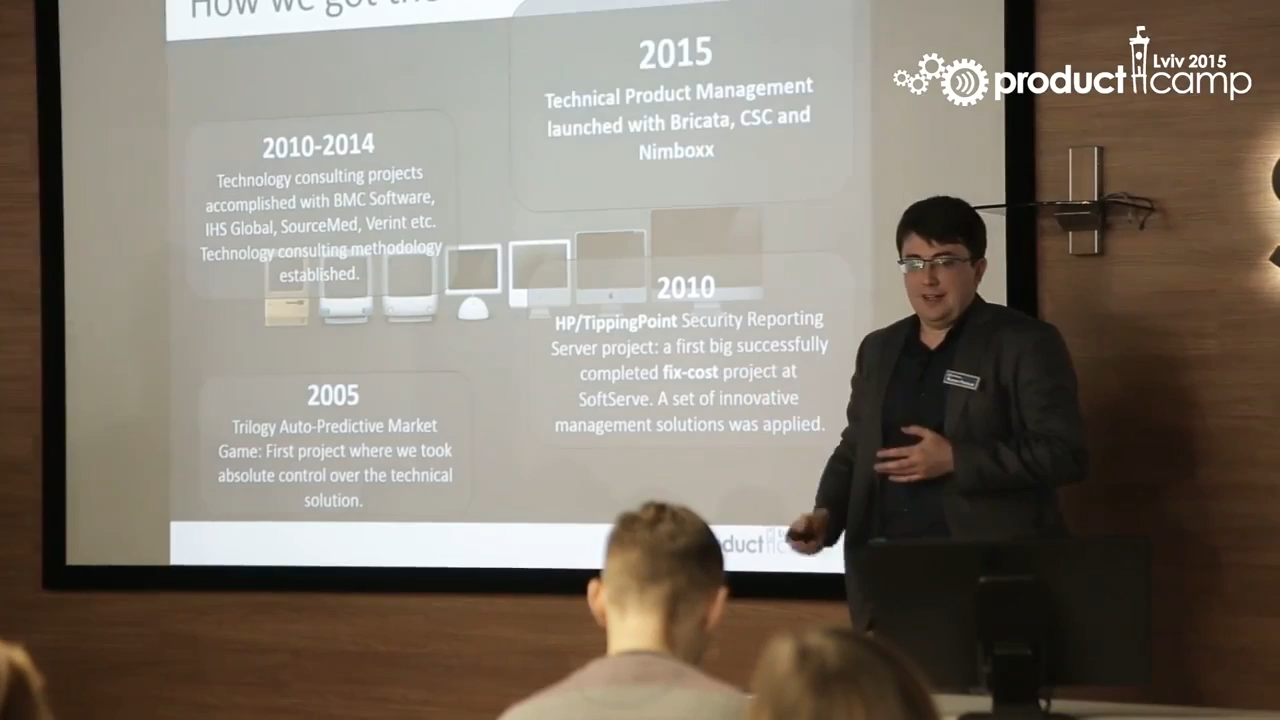 How we got the
2015
Technical Product Management
launched with Bricata, CSC and
Nimboxx
2010-2014
Technology consulting projects
accomplished with BMC Software,
IHS Global, SourceMed, Verint etc.
Technology consulting methodology
established.
2010
HP/TippingPoint Security Reporting
Server project: a first big successfully
completed fix-cost project at
SoftServe. A set of innovative
management solutions was applied.
2005
Trilogy Auto-Predictive Market
Game: First project where we took
absolute control over the technical
solution.
duct
Lviv 2015
product camp